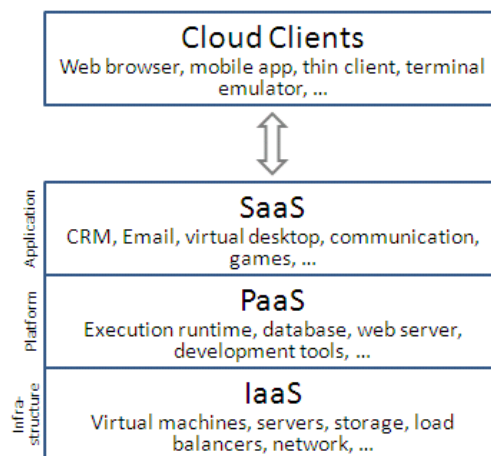 Cloud Clients
Web browser, mobile app, thin client, terminal
emulator, ...
Application
SaaS
CRM, Email, virtual desktop, communication,
games, ...
Platform
PaaS
Execution runtime, database, web server,
development tools, ...
Infra-
structure
IaaS
Virtual machines, servers, storage, load
balancers, network, ...